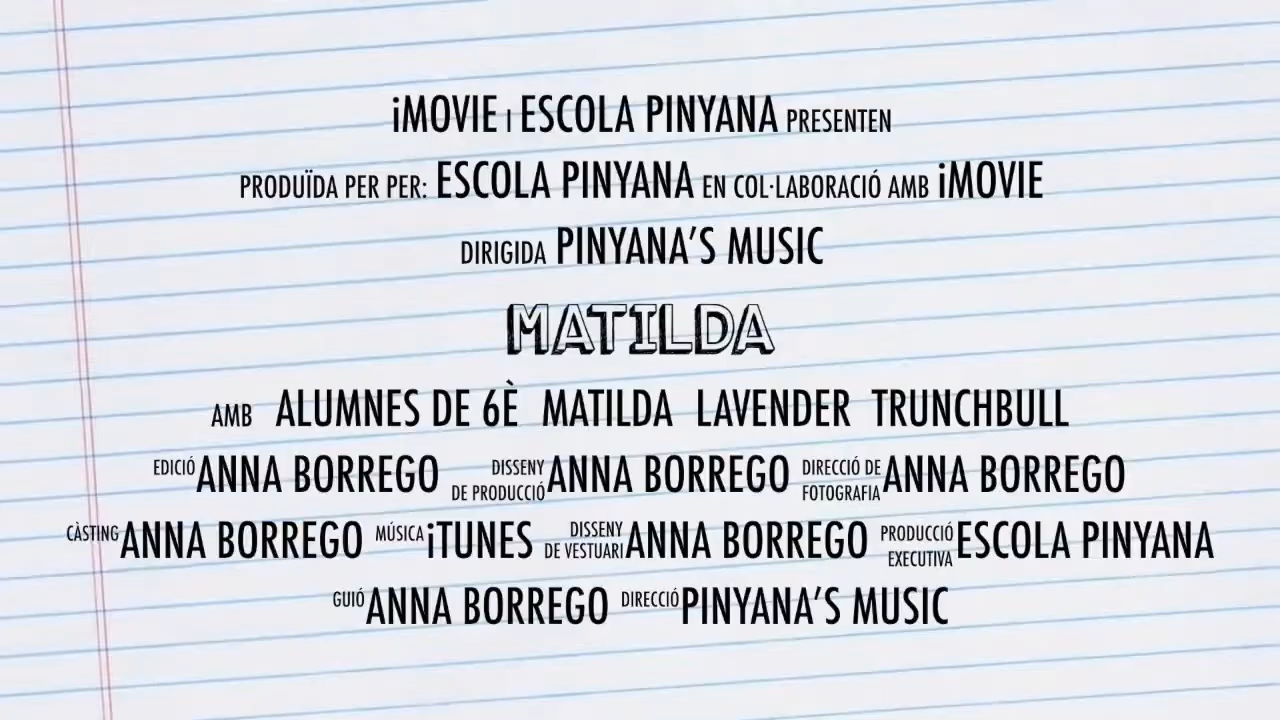 iMOVIE I ESCOLA PINYANA PRESENTEN
PRODUÏDA PER PER: ESCOLA PINYANA EN COL·LABORACIÓ AMB iMOVIE
DIRIGIDA PINYANA'S MUSIC
MATILDA
AMB ALUMNES DE 6È MATILDA LAVENDER TRUNCHBULL
EDICIÓ ANNA BORREGO DISSENY DE PRODUCCIÓ ANNA BORREGO DIRECCIÓ DE FOTOGRAFIA ANNA BORREGO
CÀSTING ANNA BORREGO MÚSICA iTUNES DISSENY DE VESTUARI ANNA BORREGO PRODUCCIÓ EXECUTIVA ESCOLA PINYANA
GUIÓ ANNA BORREGO DIRECCIÓ PINYANA'S MUSIC